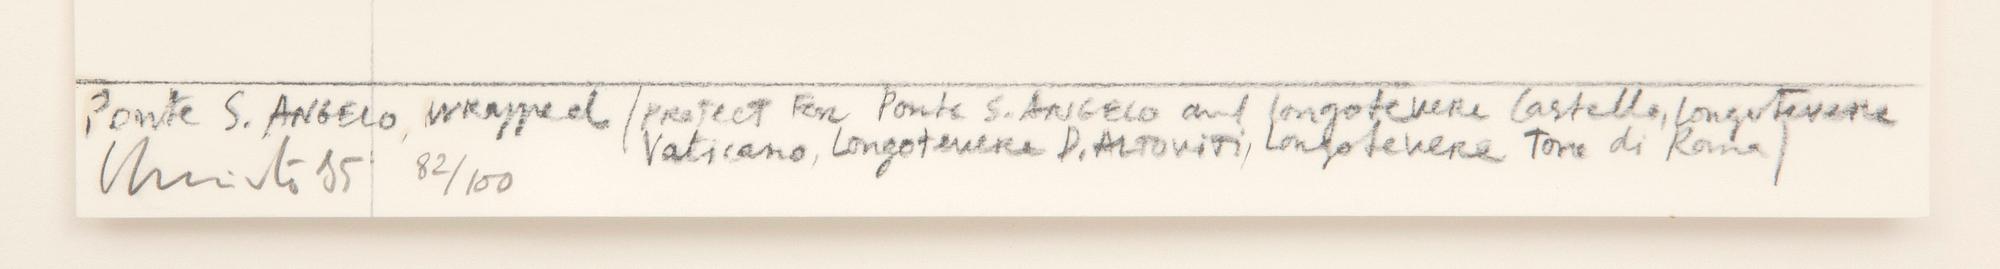 Ponte S. ANGELO, WRapped (PROJECT FOR Ponte S. ANGELO and Longotevere Castello, Longotevere
Vaticano, Longotevere D. ALTOVITI, Longotevere Tore di Roma)
Christo 85 82/100